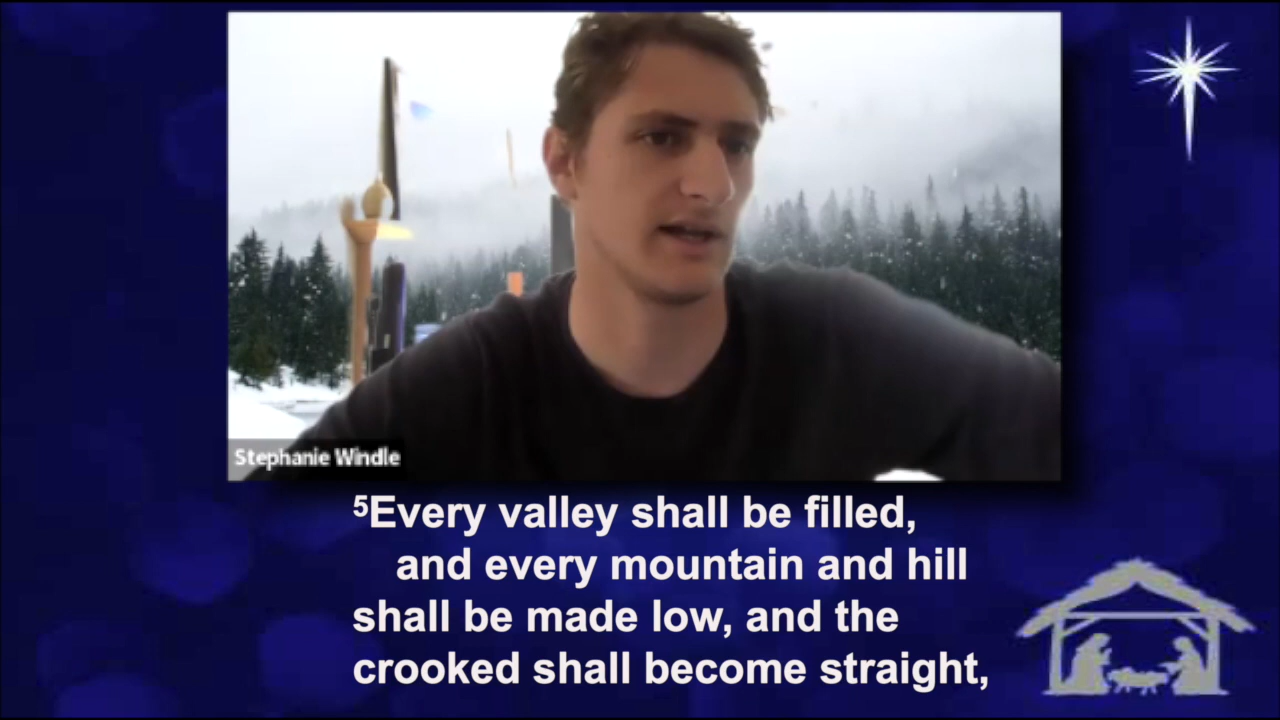 Stephanie Windle
⁵Every valley shall be filled,
and every mountain and hill
shall be made low, and the
crooked shall become straight,